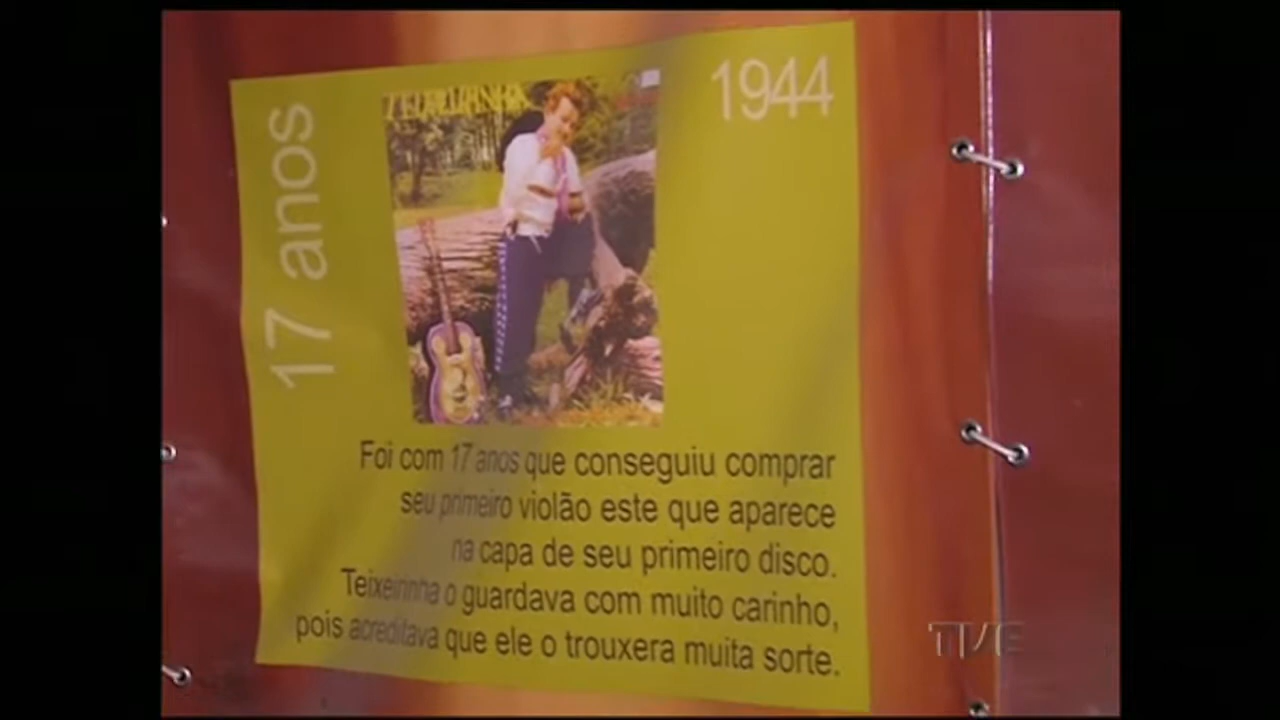 17 anos
TEIXEIRINHA
1944
Foi com 17 anos que conseguiu comprar
seu primeiro violão este que aparece
na capa de seu primeiro disco.
Teixeirinha o guardava com muito carinho,
pois acreditava que ele o trouxera muita sorte.
TVE